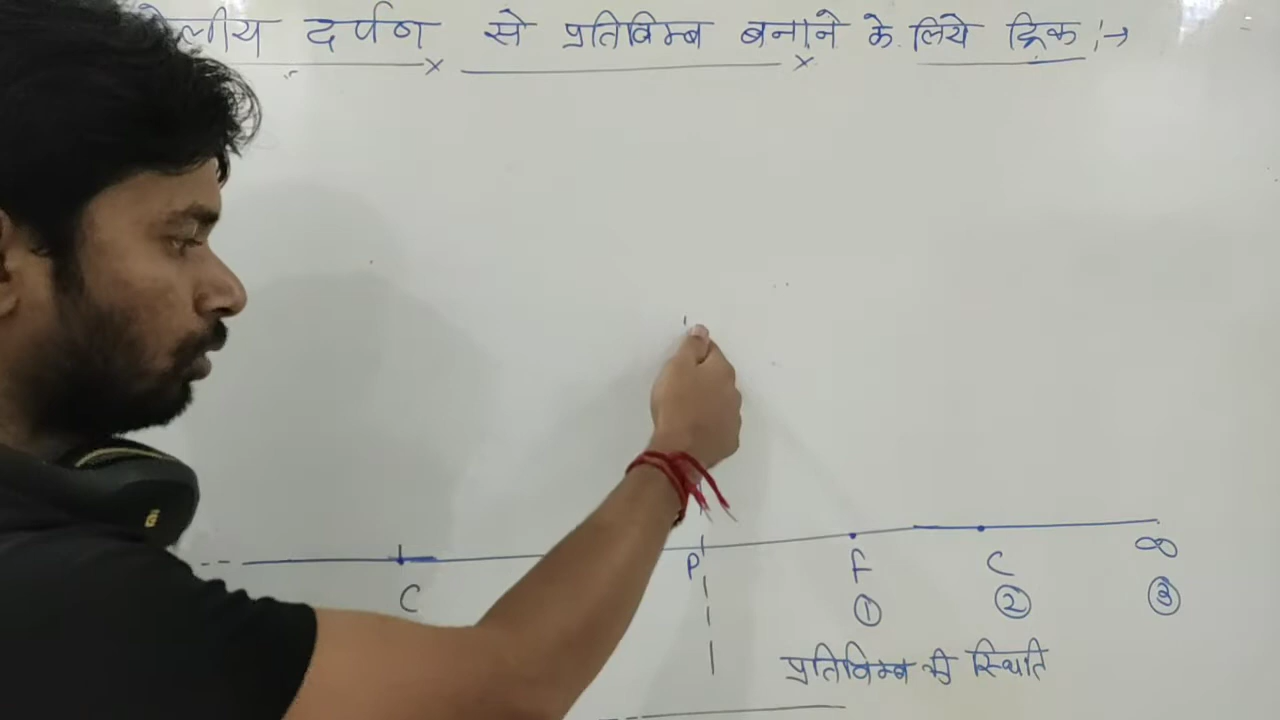 दर्पण से प्रतिबिम्ब बनाने के लिये ट्रिक :→
C P F C ∞
① ② ③
प्रतिबिम्ब की स्थिति